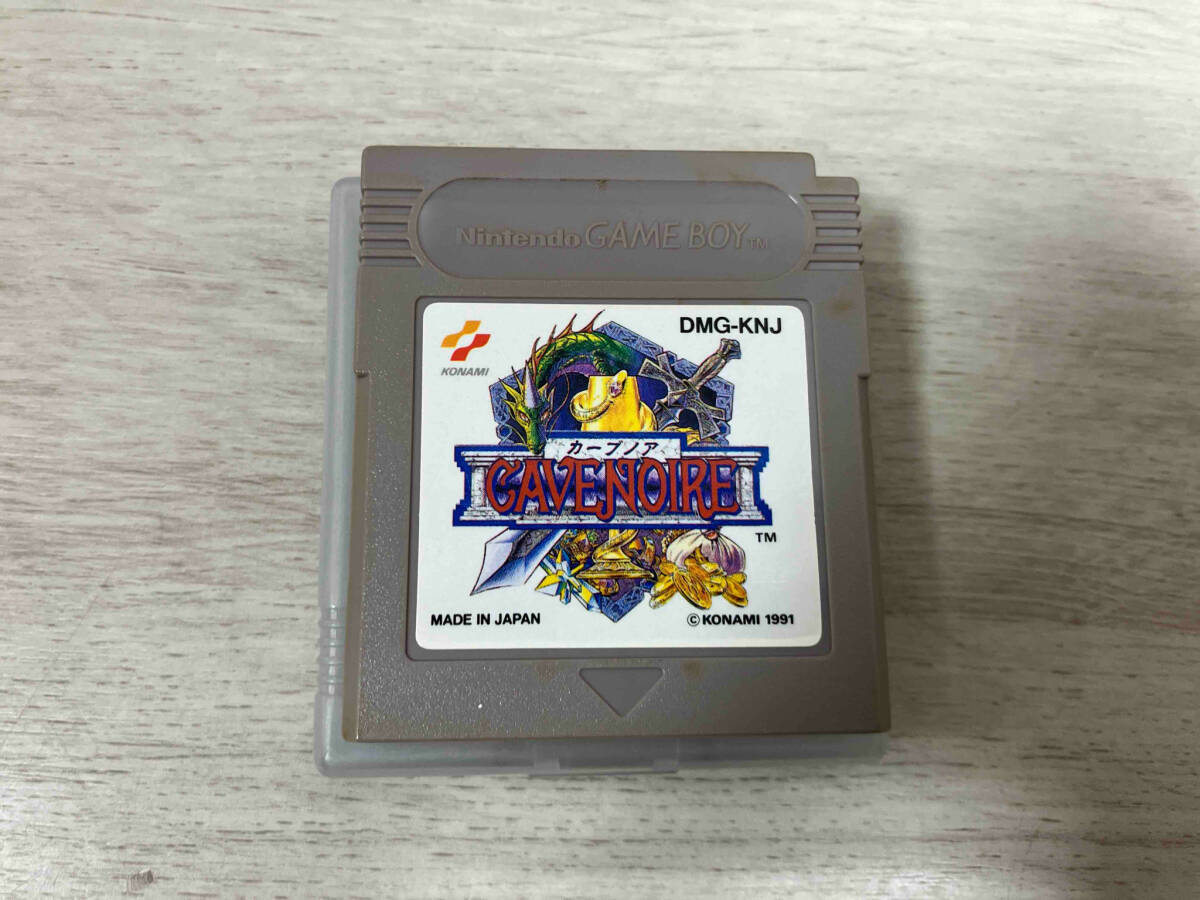 Nintendo GAME BOY™
DMG-KNJ
KONAMI
カーブノア
CAVENOIRE
™
MADE IN JAPAN
© KONAMI 1991